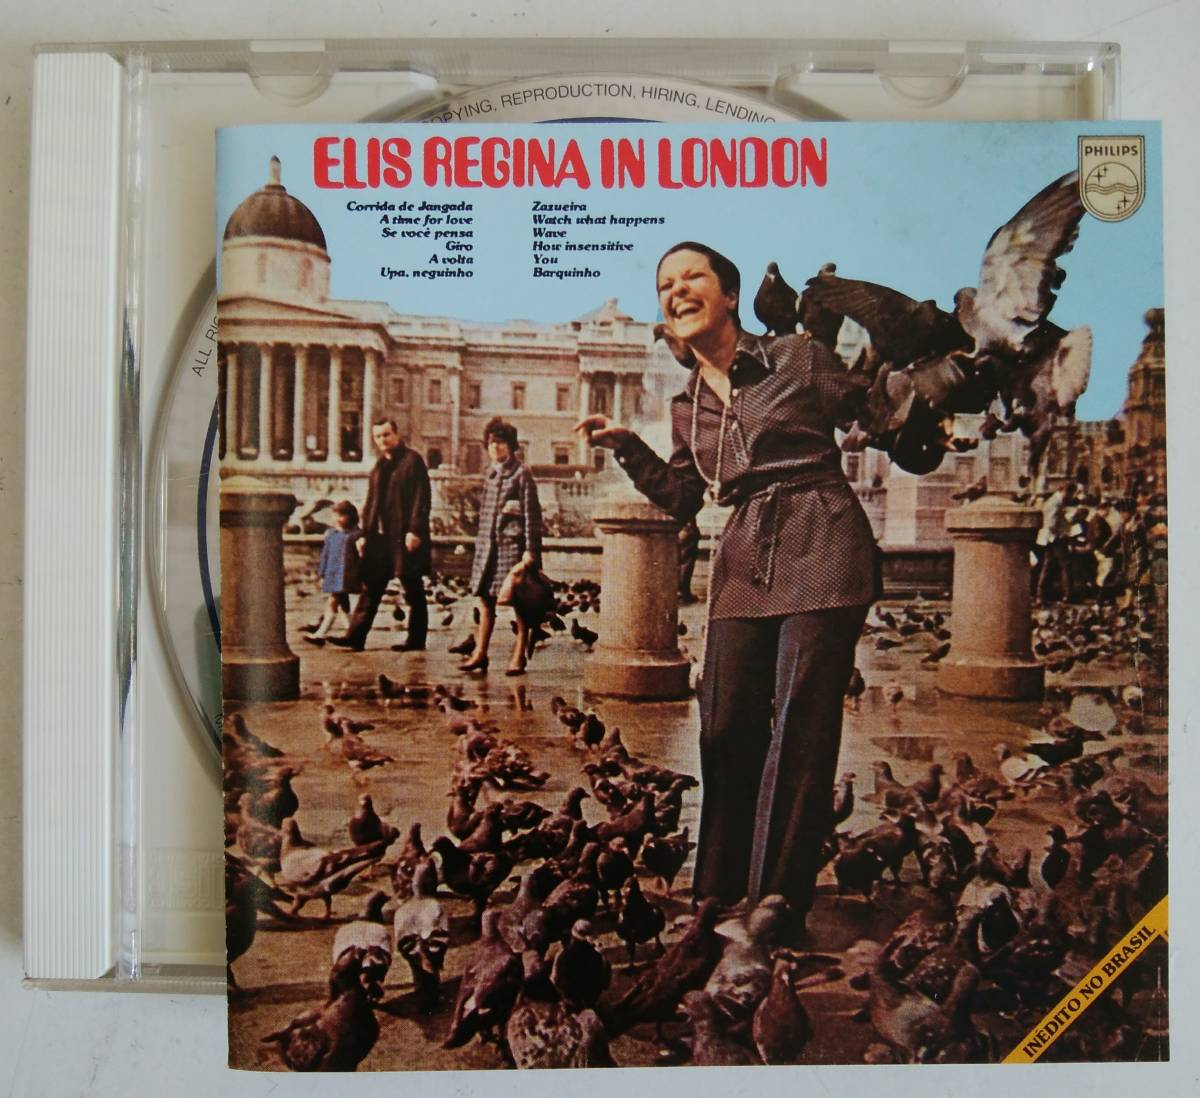 COPYING, REPRODUCTION, HIRING, LENDING
ELIS REGINA IN LONDON
PHILIPS
Corrida de Jangada
A time for love
Se você pensa
Giro
A volta
Upa, neguinho
Zazueira
Watch what happens
Wave
How insensitive
You
Barquinho
ALL
INÉDITO NO BRASIL